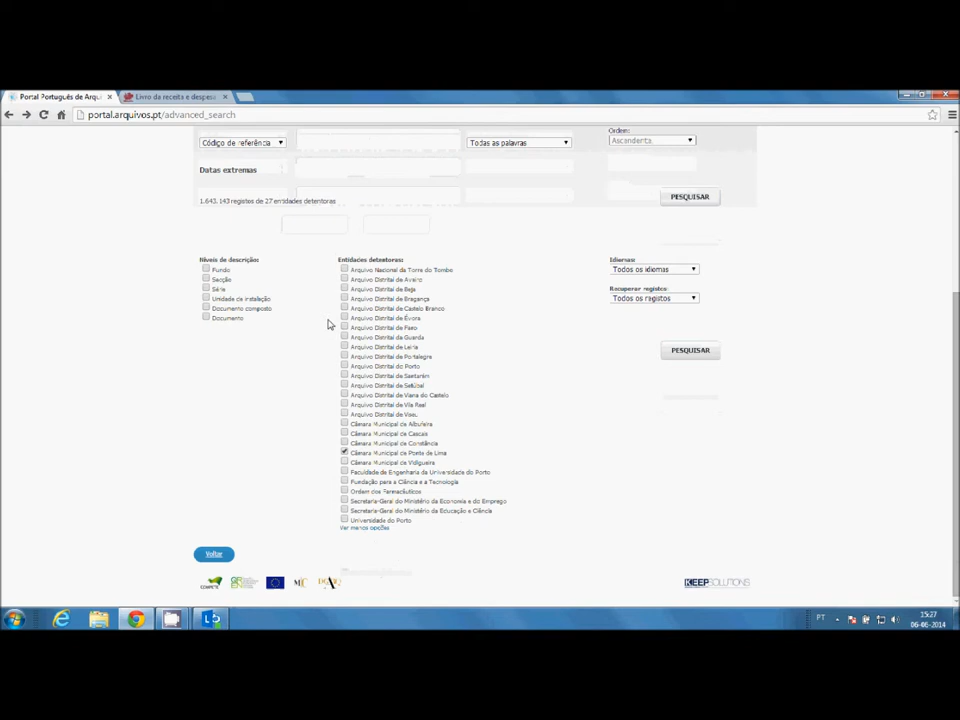 Portal Português de Arqui
Livro da receita e despesa
portal.arquivos.pt/advanced_search
Ordem:
Código de referência
Todas as palavras
Ascendente
Datas extremas
PESQUISAR
1.643.143 registos de 27 entidades detentoras
Níveis de descrição:
Fundo
Secção
Série
Unidade de instalação
Documento composto
Documento
Entidades detentoras:
Arquivo Nacional da Torre do Tombo
Arquivo Distrital de Aveiro
Arquivo Distrital de Beja
Arquivo Distrital de Bragança
Arquivo Distrital de Castelo Branco
Arquivo Distrital de Évora
Arquivo Distrital de Faro
Arquivo Distrital da Guarda
Arquivo Distrital de Leiria
Arquivo Distrital de Portalegre
Arquivo Distrital do Porto
Arquivo Distrital de Santarém
Arquivo Distrital de Setúbal
Arquivo Distrital de Viana do Castelo
Arquivo Distrital de Vila Real
Arquivo Distrital de Viseu
Câmara Municipal de Albufeira
Câmara Municipal de Cascais
Câmara Municipal de Constância
Câmara Municipal de Ponte de Lima
Câmara Municipal de Vidigueira
Faculdade de Engenharia da Universidade do Porto
Fundação para a Ciência e a Tecnologia
Ordem dos Farmacêuticos
Secretaria-Geral do Ministério da Economia e do Emprego
Secretaria-Geral do Ministério da Educação e Ciência
Universidade do Porto
Ver menos opções
Idiomas:
Todos os idiomas
Recuperar registos:
Todos os registos
PESQUISAR
Voltar
COMPETE
KEEP SOLUTIONS
PT
15:27
06-06-2014